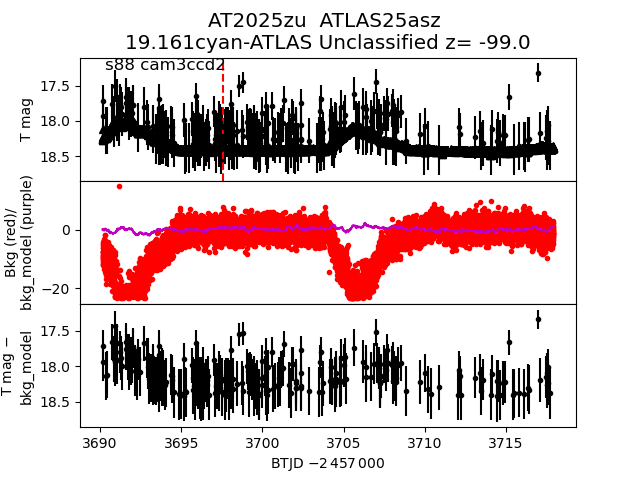 AT2025zu  ATLAS25asz
19.161cyan-ATLAS Unclassified z= -99.0
s88 cam3ccd2
17.5
18.0
18.5
T mag
0
−20
Bkg (red)/
bkg_model (purple)
17.5
18.0
18.5
T mag −
bkg_model
3690 3695 3700 3705 3710 3715
BTJD −2 457 000